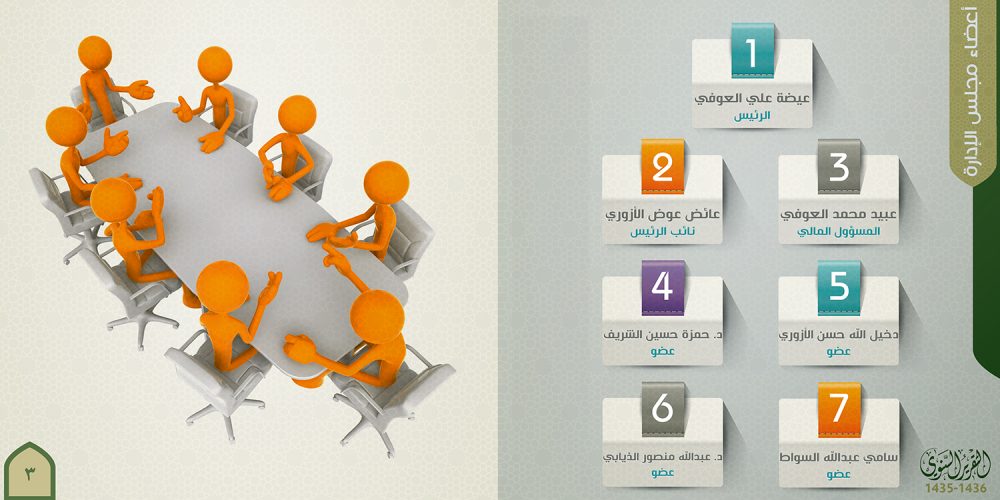 أعضاء مجلس الإدارة
1
عيضة علي العوفي
الرئيس
2
عائض عوض الأزوري
نائب الرئيس
3
عبيد محمد العوفي
المسؤول المالي
4
د. حمزة حسين الشريف
عضو
5
دخيل الله حسن الأزوري
عضو
6
د. عبدالله منصور الذيابي
عضو
7
سامي عبدالله السواط
عضو
التقرير السنوي
1435-1436
٣